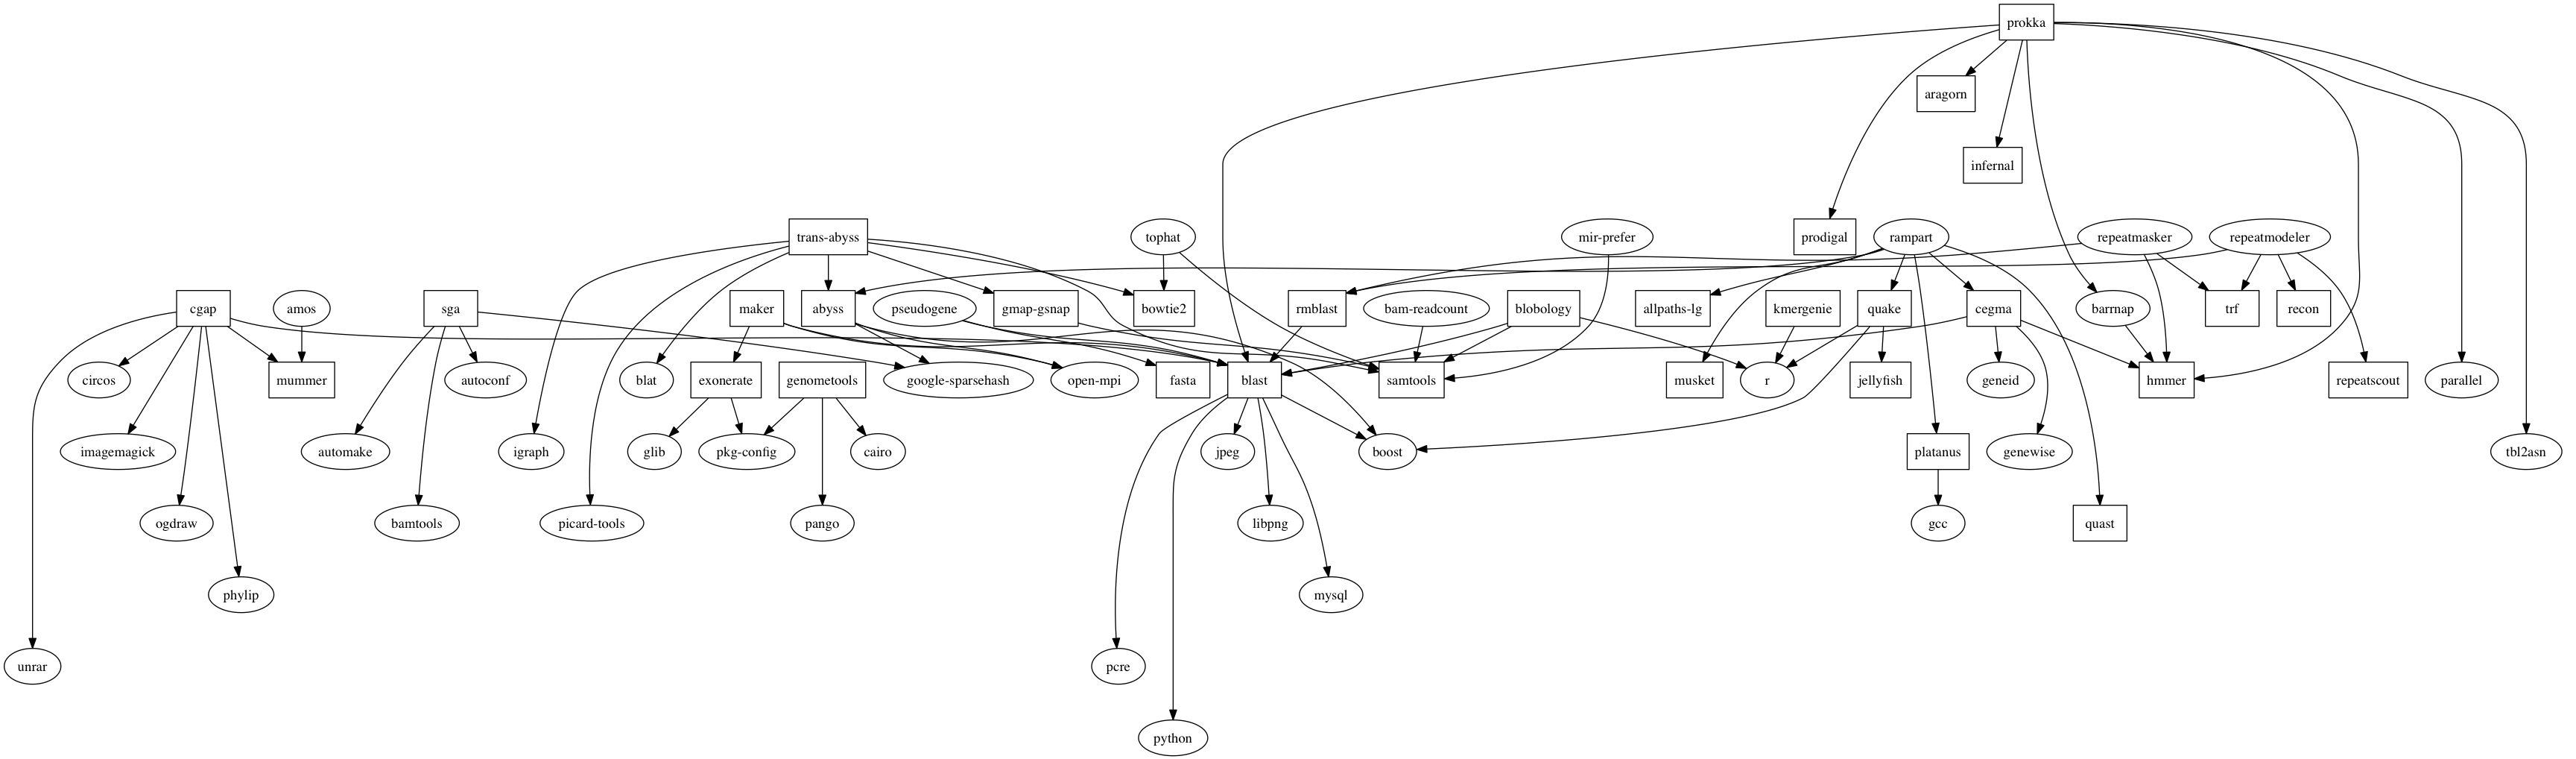 prokka
aragorn
infernal
trans-abyss
tophat
mir-prefer
prodigal
rampart
repeatmasker
repeatmodeler
cgap
amos
sga
maker
abyss
pseudogene
gmap-gsnap
bowtie2
rmblast
bam-readcount
blobology
allpaths-lg
kmergenie
quake
cegma
barrnap
trf
recon
circos
mummer
autoconf
blat
exonerate
genometools
google-sparsehash
open-mpi
fasta
blast
samtools
musket
r
jellyfish
geneid
hmmer
repeatscout
parallel
imagemagick
automake
igraph
glib
pkg-config
cairo
jpeg
boost
platanus
genewise
tbl2asn
ogdraw
bamtools
picard-tools
pango
libpng
gcc
quast
phylip
mysql
unrar
pcre
python